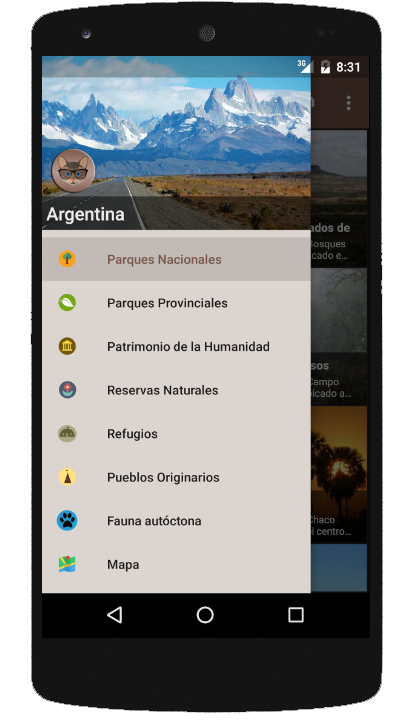 3G
8:31
Argentina
ados de
Bosques
icado e...
Parques Nacionales
Parques Provinciales
Patrimonio de la Humanidad
sos
Reservas Naturales
Campo
icado a...
Refugios
Pueblos Originarios
Fauna autóctona
Chaco
el centro...
Mapa